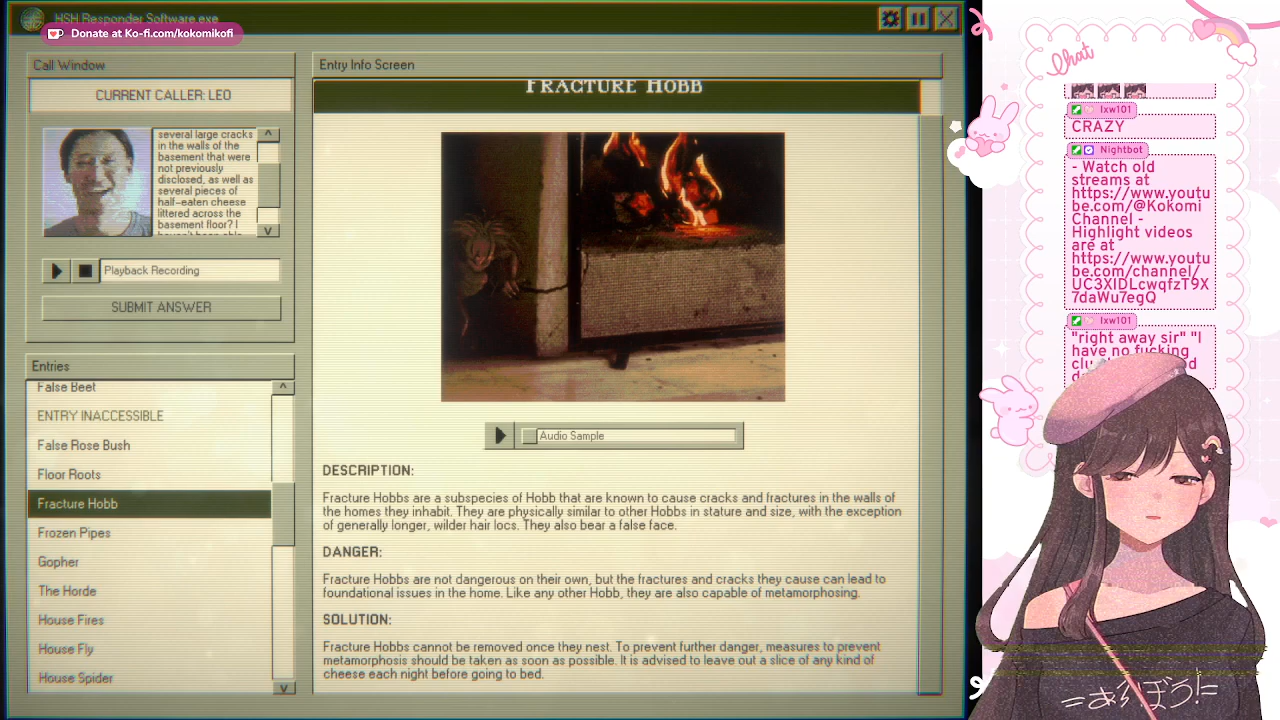 HSH Responder Software.exe
Donate at Ko-fi.com/kokomikofi
Call Window
CURRENT CALLER: LEO
several large cracks
in the walls of the
basement that were
not previously
disclosed, as well as
several pieces of
half-eaten cheese
littered across the
basement floor? I
Playback Recording
SUBMIT ANSWER
Entries
False Beet
ENTRY INACCESSIBLE
False Rose Bush
Floor Roots
Fracture Hobb
Frozen Pipes
Gopher
The Horde
House Fires
House Fly
House Spider
Entry Info Screen
FRACTURE HOBB
Audio Sample
DESCRIPTION:
Fracture Hobbs are a subspecies of Hobb that are known to cause cracks and fractures in the walls of
the homes they inhabit. They are physically similar to other Hobbs in stature and size, with the exception
of generally longer, wilder hair locs. They also bear a false face.
DANGER:
Fracture Hobbs are not dangerous on their own, but the fractures and cracks they cause can lead to
foundational issues in the home. Like any other Hobb, they are also capable of metamorphosing.
SOLUTION:
Fracture Hobbs cannot be removed once they nest. To prevent further danger, measures to prevent
metamorphosis should be taken as soon as possible. It is advised to leave out a slice of any kind of
cheese each night before going to bed.
Chat
lxw101
CRAZY
Nightbot
- Watch old
streams at
https://www.youtu
be.com/@Kokomi
Channel -
Highlight videos
are at
https://www.youtu
be.com/channel/
UC3XIDLcwqfzT9X
7daWu7egQ
lxw101
"right away sir" "I
have no fucking